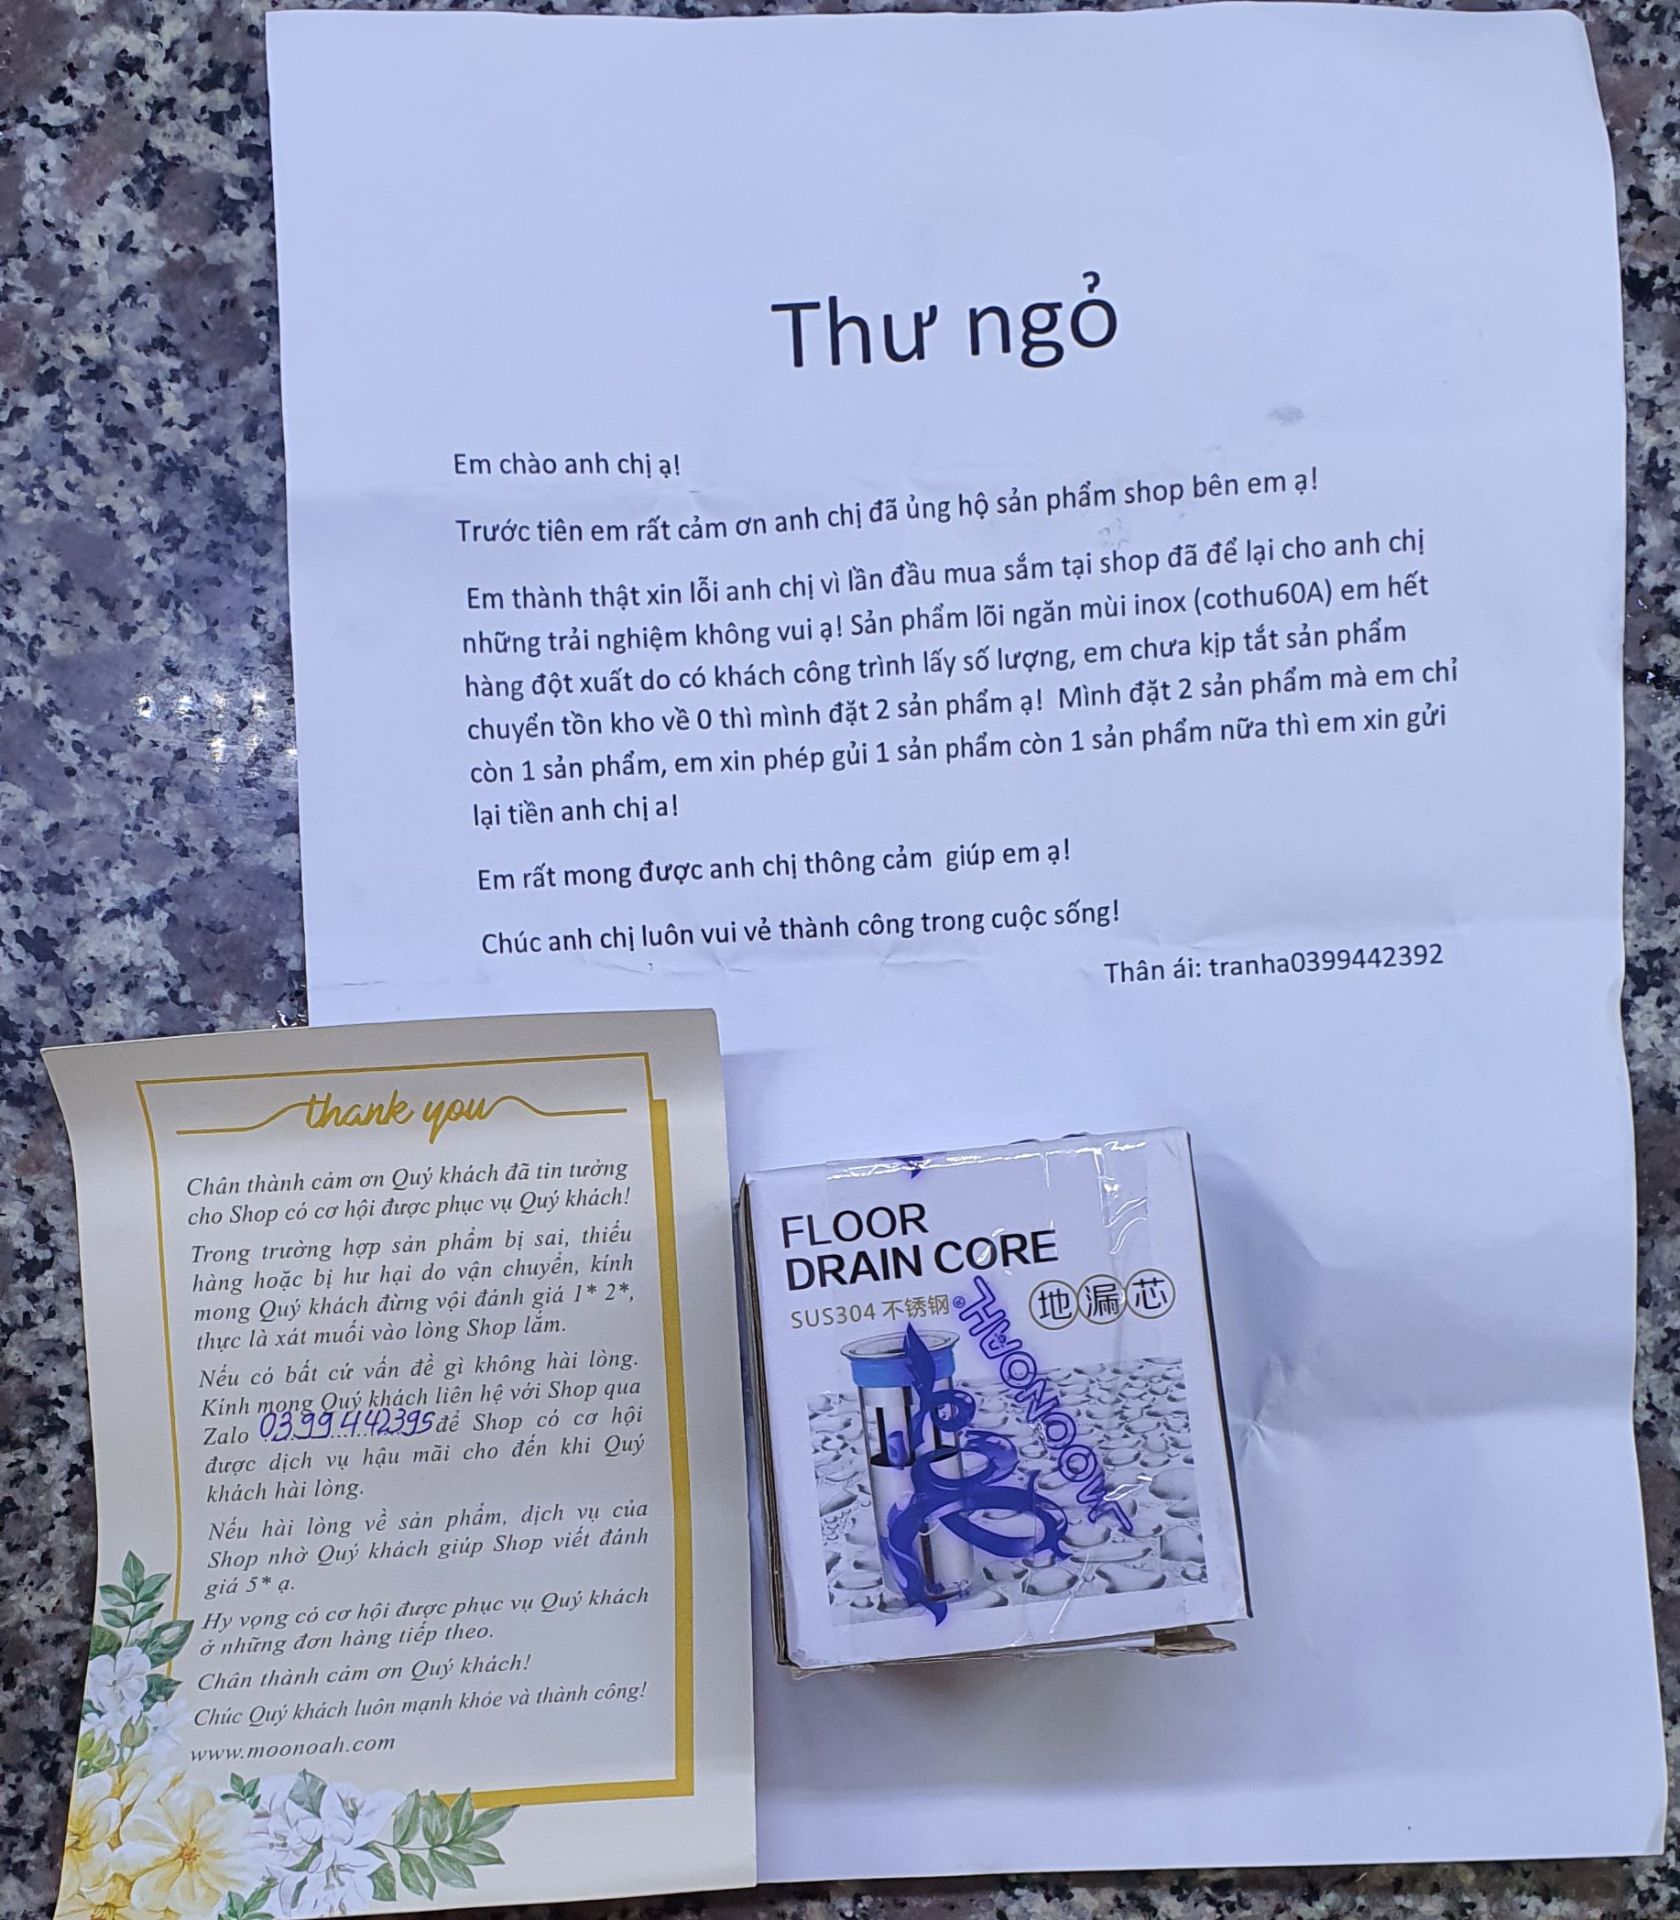 Thư ngỏ
Em chào anh chị ạ!
Trước tiên em rất cảm ơn anh chị đã ủng hộ sản phẩm shop bên em ạ!
Em thành thật xin lỗi anh chị vì lần đầu mua sắm tại shop đã để lại cho anh chị
những trải nghiệm không vui ạ! Sản phẩm lõi ngăn mùi inox (cothu60A) em hết
hàng đột xuất do có khách công trình lấy số lượng, em chưa kịp tắt sản phẩm
chuyển tồn kho về 0 thì mình đặt 2 sản phẩm ạ! Mình đặt 2 sản phẩm mà em chỉ
còn 1 sản phẩm, em xin phép gủi 1 sản phẩm còn 1 sản phẩm nữa thì em xin gửi
lại tiền anh chị a!
Em rất mong được anh chị thông cảm giúp em ạ!
Chúc anh chị luôn vui vẻ thành công trong cuộc sống!
Thân ái: tranha0399442392
thank you
Chân thành cảm ơn Quý khách đã tin tưởng
cho Shop có cơ hội được phục vụ Quý khách!
Trong trường hợp sản phẩm bị sai, thiếu
hàng hoặc bị hư hại do vận chuyển, kính
mong Quý khách đừng vội đánh giá 1* 2*,
thực là xát muối vào lòng Shop lắm.
Nếu có bất cứ vấn đề gì không hài lòng.
Kính mong Quý khách liên hệ với Shop qua
Zalo 0399442395 để Shop có cơ hội
được dịch vụ hậu mãi cho đến khi Quý
khách hài lòng.
Nếu hài lòng về sản phẩm, dịch vụ của
Shop nhờ Quý khách giúp Shop viết đánh
giá 5* ạ.
Hy vọng có cơ hội được phục vụ Quý khách
ở những đơn hàng tiếp theo.
Chân thành cảm ơn Quý khách!
Chúc Quý khách luôn mạnh khỏe và thành công!
www.moonoah.com
FLOOR
DRAIN CORE
SUS304 不锈钢
地漏芯